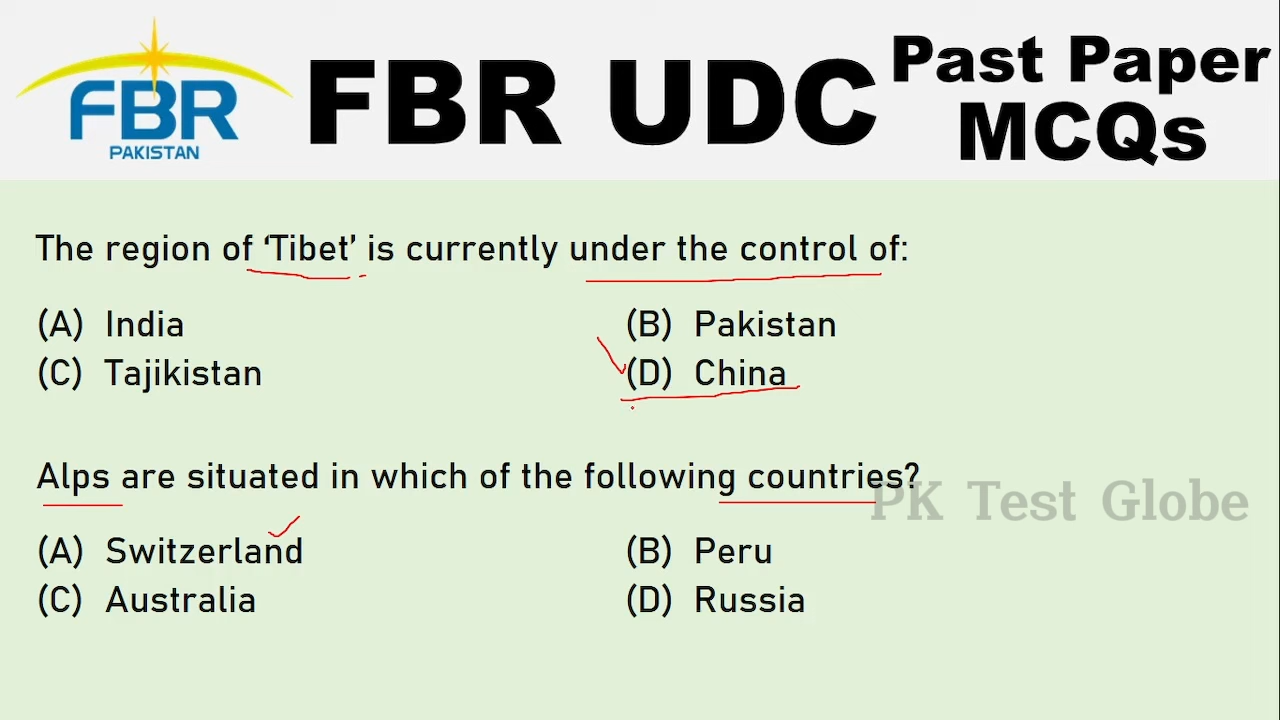 FBR
PAKISTAN
FBR UDC
Past Paper
MCQs
The region of ‘Tibet’ is currently under the control of:
(A) India
(B) Pakistan
(C) Tajikistan
(D) China
Alps are situated in which of the following countries?
PK Test Globe
(A) Switzerland
(B) Peru
(C) Australia
(D) Russia